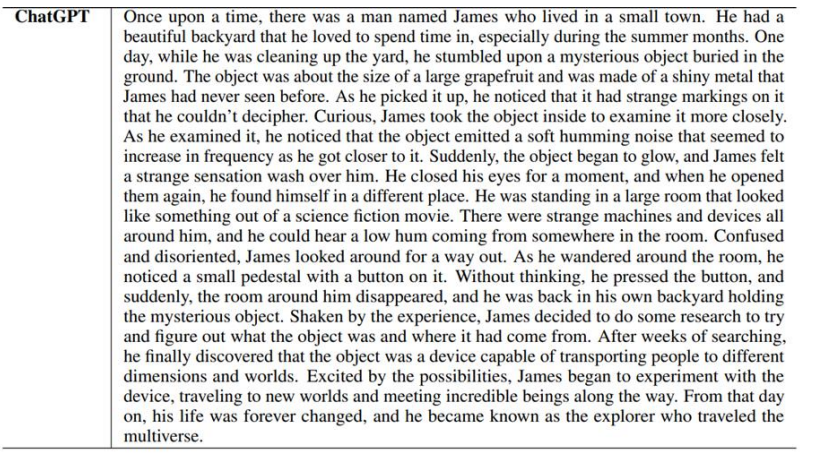 ChatGPT
Once upon a time, there was a man named James who lived in a small town. He had a
beautiful backyard that he loved to spend time in, especially during the summer months. One
day, while he was cleaning up the yard, he stumbled upon a mysterious object buried in the
ground. The object was about the size of a large grapefruit and was made of a shiny metal that
James had never seen before. As he picked it up, he noticed that it had strange markings on it
that he couldn't decipher. Curious, James took the object inside to examine it more closely.
As he examined it, he noticed that the object emitted a soft humming noise that seemed to
increase in frequency as he got closer to it. Suddenly, the object began to glow, and James felt
a strange sensation wash over him. He closed his eyes for a moment, and when he opened
them again, he found himself in a different place. He was standing in a large room that looked
like something out of a science fiction movie. There were strange machines and devices all
around him, and he could hear a low hum coming from somewhere in the room. Confused
and disoriented, James looked around for a way out. As he wandered around the room, he
noticed a small pedestal with a button on it. Without thinking, he pressed the button, and
suddenly, the room around him disappeared, and he was back in his own backyard holding
the mysterious object. Shaken by the experience, James decided to do some research to try
and figure out what the object was and where it had come from. After weeks of searching,
he finally discovered that the object was a device capable of transporting people to different
dimensions and worlds. Excited by the possibilities, James began to experiment with the
device, traveling to new worlds and meeting incredible beings along the way. From that day
on, his life was forever changed, and he became known as the explorer who traveled the
multiverse.